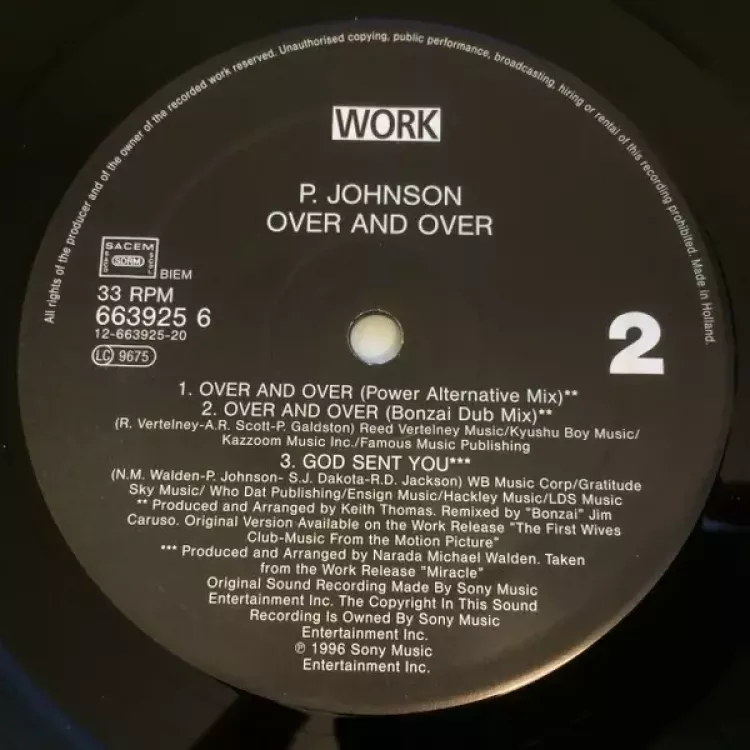 All rights of the producer and of the owner of the recorded work reserved. Unauthorised copying, public performance, broadcasting, hiring or rental of this recording prohibited. Made in Holland.
WORK
P. JOHNSON
OVER AND OVER
SACEM
SDRM
BIEM
33 RPM
663925 6
12-663925-20
LC 9675
2
1. OVER AND OVER (Power Alternative Mix)**
2. OVER AND OVER (Bonzai Dub Mix)**
(R. Vertelney-A.R. Scott-P. Galdston) Reed Vertelney Music/Kyushu Boy Music/
Kazzoom Music Inc./Famous Music Publishing
3. GOD SENT YOU***
(N.M. Walden-P. Johnson- S.J. Dakota-R.D. Jackson) WB Music Corp/Gratitude
Sky Music/ Who Dat Publishing/Ensign Music/Hackley Music/LDS Music
** Produced and Arranged by Keith Thomas. Remixed by "Bonzai" Jim
Caruso. Original Version Available on the Work Release "The First Wives
Club-Music From the Motion Picture"
*** Produced and Arranged by Narada Michael Walden. Taken
from the Work Release "Miracle"
Original Sound Recording Made By Sony Music
Entertainment Inc. The Copyright In This Sound
Recording Is Owned By Sony Music
Entertainment Inc.
℗ 1996 Sony Music
Entertainment Inc.